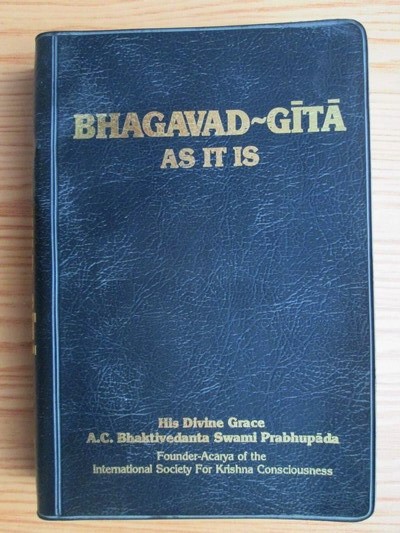 BHAGAVAD~GĪTĀ
AS IT IS
His Divine Grace
A.C. Bhaktivedanta Swami Prabhupāda
Founder-Acarya of the
International Society For Krishna Consciousness